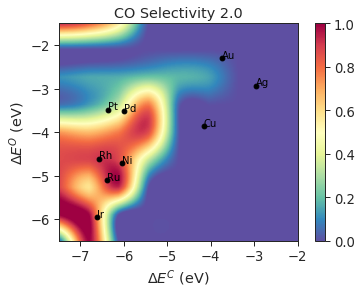 CO Selectivity 2.0
−2
−3
−4
−5
−6
ΔE^O (eV)
Au
Ag
Pt
Pd
Cu
Rh
Ni
Ru
Ir
−7
−6
−5
−4
−3
−2
ΔE^C (eV)
1.0
0.8
0.6
0.4
0.2
0.0